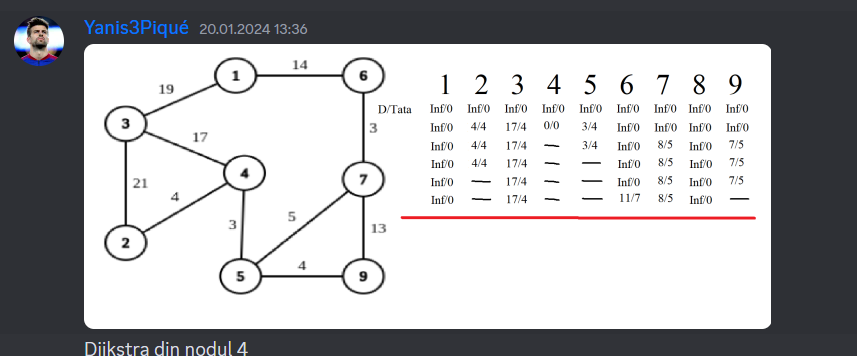 Yanis3Piqué 20.01.2024 13:36
1 14 6
19
3
17
3
21
4
4
7
3
5
13
2
5 4 9
1 2 3 4 5 6 7 8 9
D/Tata Inf/0 Inf/0 Inf/0 Inf/0 Inf/0 Inf/0 Inf/0 Inf/0 Inf/0
Inf/0 4/4 17/4 0/0 3/4 Inf/0 Inf/0 Inf/0 Inf/0
Inf/0 4/4 17/4 — 3/4 Inf/0 8/5 Inf/0 7/5
Inf/0 4/4 17/4 — — Inf/0 8/5 Inf/0 7/5
Inf/0 — 17/4 — — Inf/0 8/5 Inf/0 7/5
Inf/0 — 17/4 — — 11/7 8/5 Inf/0 —
Dijkstra din nodul 4